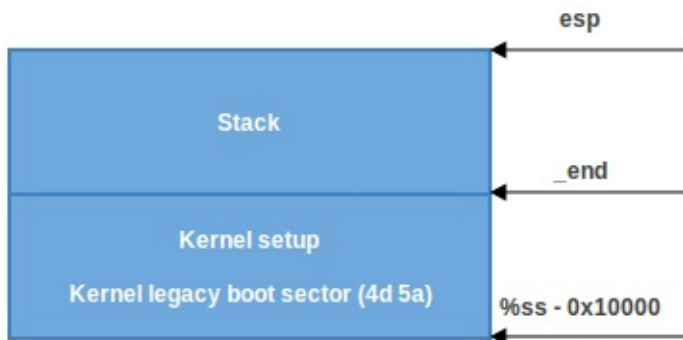 esp
Stack
_end
Kernel setup
Kernel legacy boot sector (4d 5a)
%ss - 0x10000